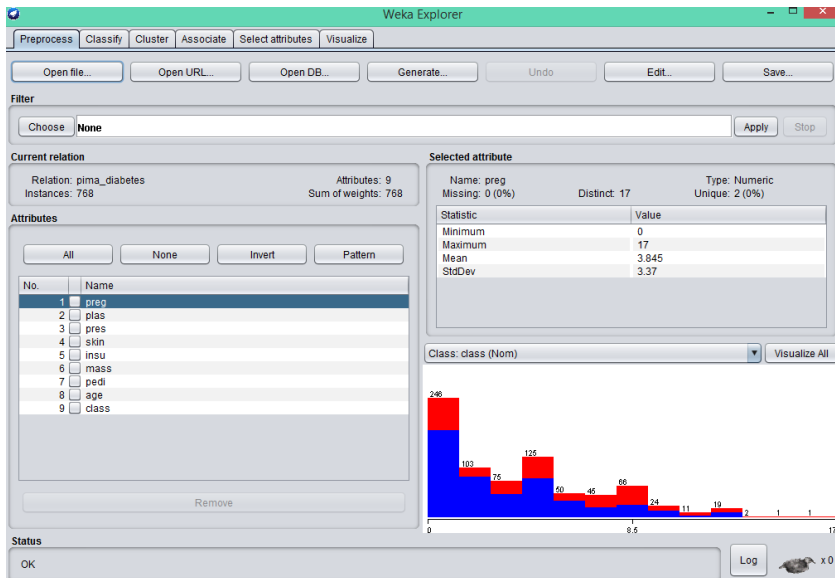 Weka Explorer
Preprocess Classify Cluster Associate Select attributes Visualize
Open file... Open URL... Open DB... Generate... Undo Edit... Save...
Filter
Choose None Apply Stop
Current relation
Relation: pima_diabetes Attributes: 9
Instances: 768 Sum of weights: 768
Selected attribute
Name: preg Type: Numeric
Missing: 0 (0%) Distinct: 17 Unique: 2 (0%)
Statistic Value
Minimum 0
Maximum 17
Mean 3.845
StdDev 3.37
Attributes
All None Invert Pattern
No. Name
1 preg
2 plas
3 pres
4 skin
5 insu
6 mass
7 pedi
8 age
9 class
Remove
Class: class (Nom) Visualize All
246 103 75 125 50 45 66 24 11 19 2 1 1
0 8.5 17
Status
OK
Log x 0